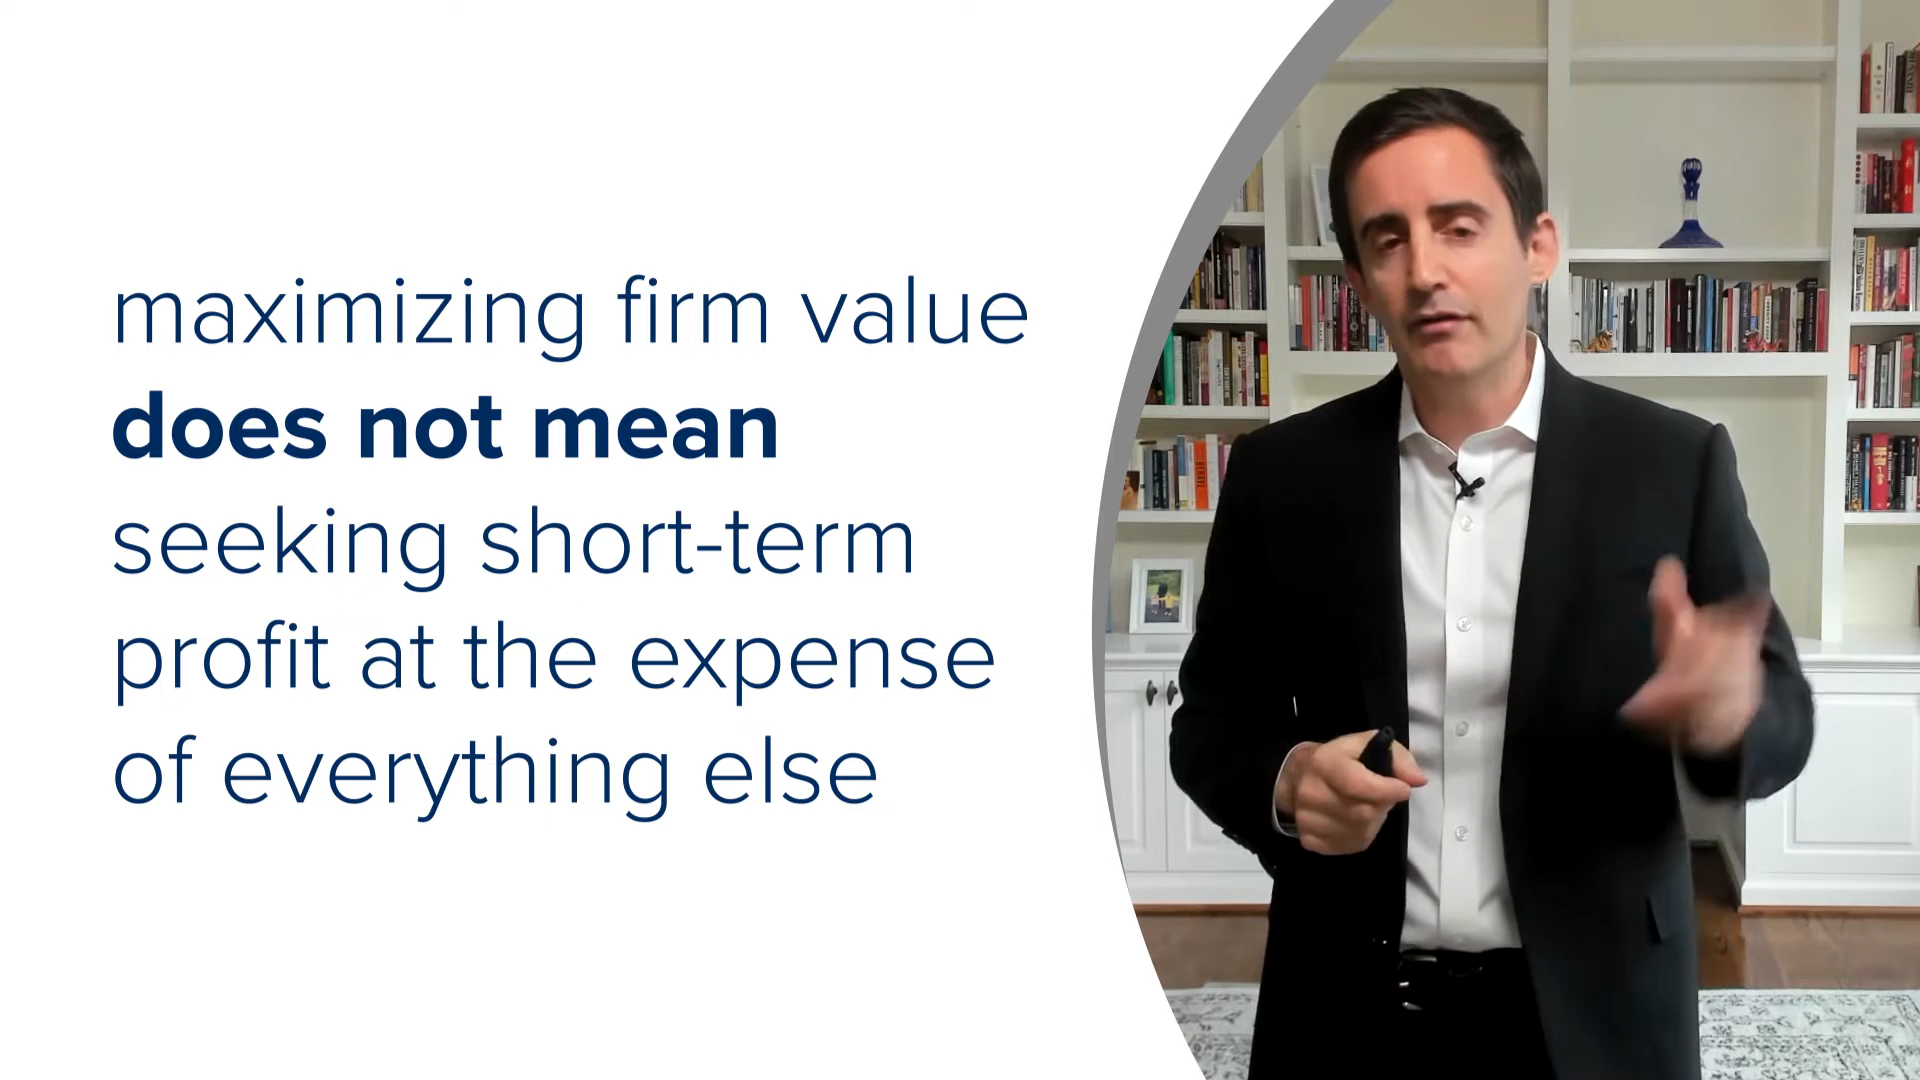 maximizing firm value
does not mean
seeking short-term
profit at the expense
of everything else